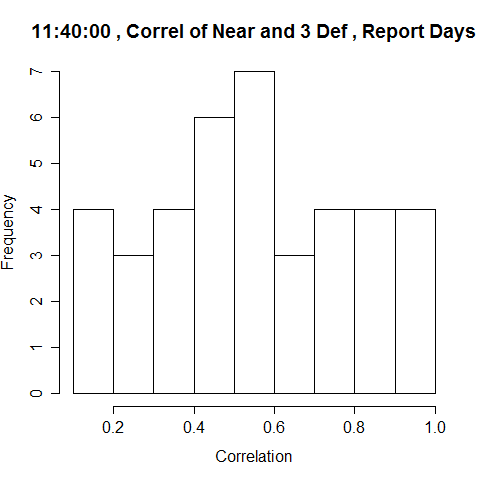 11:40:00 , Correl of Near and 3 Def , Report Days
7
6
5
4
3
2
1
0
Frequency
0.2 0.4 0.6 0.8 1.0
Correlation